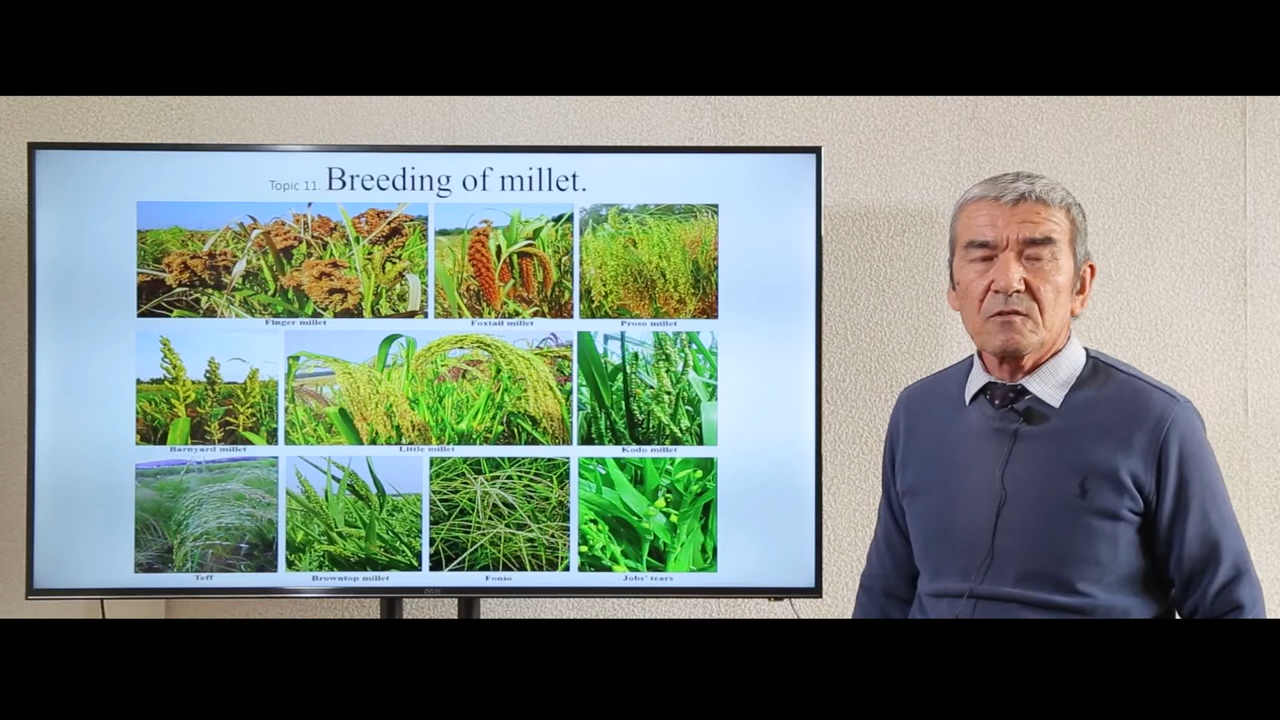 Topic 11. Breeding of millet.
Finger millet
Foxtail millet
Proso millet
Barnyard millet
Little millet
Kodo millet
Teff
Browntop millet
Fonio
Jobs' tears